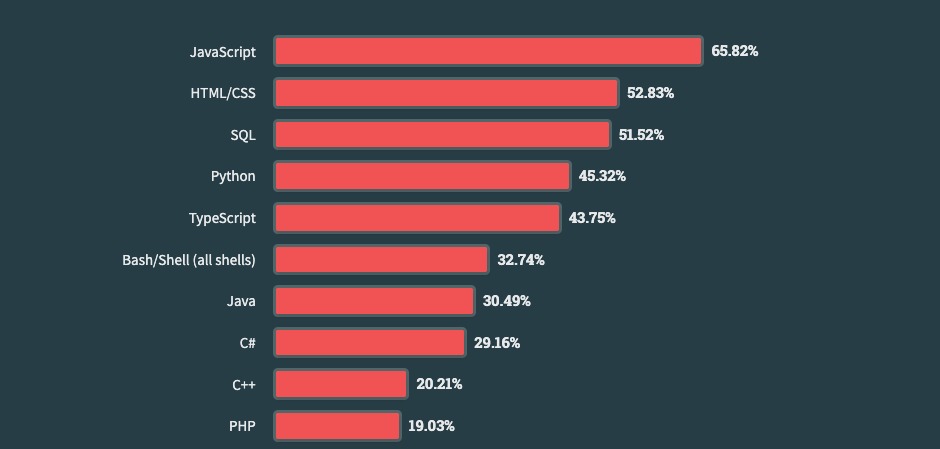 JavaScript 65.82%
HTML/CSS 52.83%
SQL 51.52%
Python 45.32%
TypeScript 43.75%
Bash/Shell (all shells) 32.74%
Java 30.49%
C# 29.16%
C++ 20.21%
PHP 19.03%